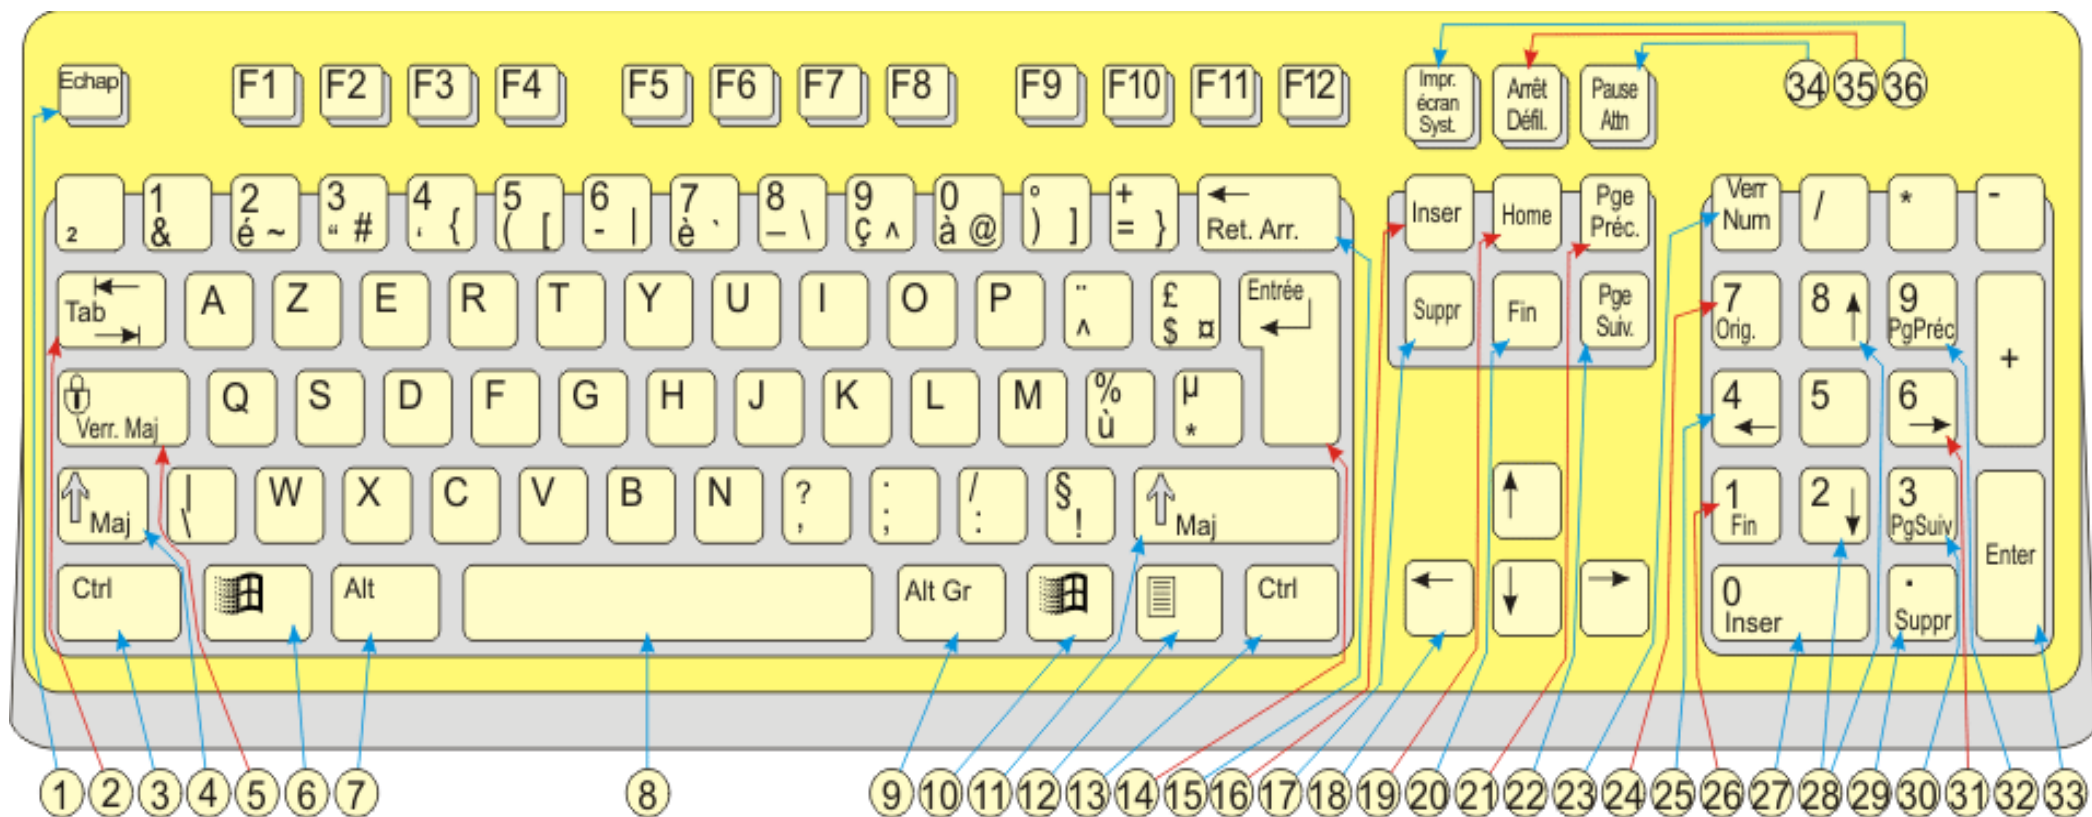 Echap F1 F2 F3 F4 F5 F6 F7 F8 F9 F10 F11 F12
Impr.
écran
Syst.
Arrêt
Défil.
Pause
Attn
34 35 36
2
1
&
2
é ~
3
“ #
4
‘ {
5
( [
6
- |
7
è `
8
_ \
9
ç ^
0
à @
°
) ]
+
= }
←
Ret. Arr.
Inser
Home
Pge
Préc.
Verr
Num
/
*
-
Tab
A Z E R T Y U I O P
¨
^
£
$ ¤
Entrée
Suppr
Fin
Pge
Suiv.
7
Orig.
8 ↑
9
PgPréc
+
Verr. Maj
Q S D F G H J K L M
%
ù
µ
*
4
←
5
6
→
Maj
|
\
W X C V B N
?
,
.
;
/
:
§
!
Maj
↑
1
Fin
2 ↓
3
PgSuiv
Enter
Ctrl
Alt
Alt Gr
Ctrl
← ↓ →
0
Inser
.
Suppr
1 2 3 4 5 6 7 8 9 10 11 12 13 14 15 16 17 18 19 20 21 22 23 24 25 26 27 28 29 30 31 32 33